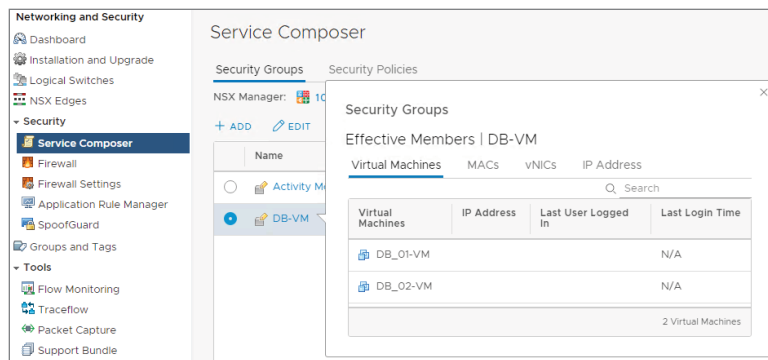 Networking and Security
Dashboard
Installation and Upgrade
Logical Switches
NSX Edges
Security
Service Composer
Firewall
Firewall Settings
Application Rule Manager
SpoofGuard
Groups and Tags
Tools
Flow Monitoring
Traceflow
Packet Capture
Support Bundle
Service Composer
Security Groups Security Policies
NSX Manager: 10
+ ADD EDIT
Name
Activity Mo
DB-VM
Security Groups
Effective Members | DB-VM
Virtual Machines MACs vNICs IP Address
Search
Virtual Machines IP Address Last User Logged In Last Login Time
DB_01-VM N/A
DB_02-VM N/A
2 Virtual Machines